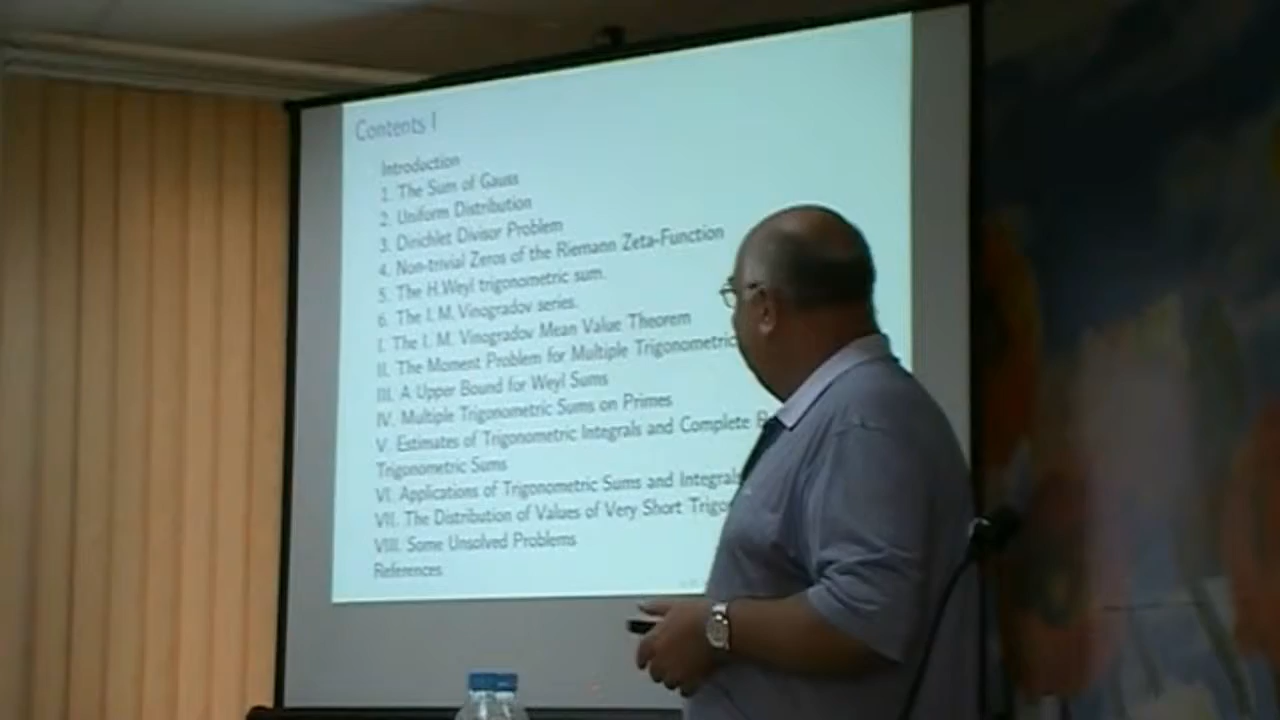 Contents I
Introduction
1. The Sum of Gauss
2. Uniform Distribution
3. Dirichlet Divisor Problem
4. Non-trivial Zeros of the Riemann Zeta-Function
5. The H.Weyl trigonometric sum.
6. The I. M. Vinogradov series.
I. The I. M. Vinogradov Mean Value Theorem
II. The Moment Problem for Multiple Trigonometric
III. A Upper Bound for Weyl Sums
IV. Multiple Trigonometric Sums on Primes
V. Estimates of Trigonometric Integrals and Complete
Trigonometric Sums
VI. Applications of Trigonometric Sums and Integrals
VII. The Distribution of Values of Very Short
VIII. Some Unsolved Problems
References